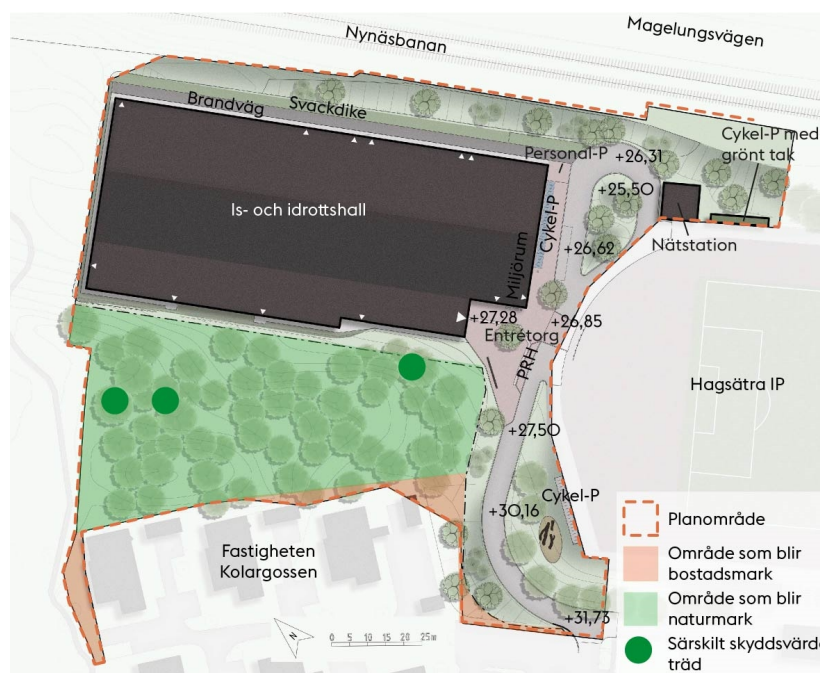 Magelungsvägen
Nynäsbanan
Brandväg
Svackdike
Cykel-P med
grönt tak
Personal-P
+26,31
+25,50
Is- och idrottshall
Cykel-P
Nätstation
+26,62
Miljörum
+27,28
+26,85
Entrétorg
PRH
Hagsätra IP
+27,50
Cykel-P
+30,16
Planområde
Fastigheten
Kolargossen
Område som blir
bostadsmark
Område som blir
naturmark
+31,73
N
0 5 10 15 20 25 m
Särskilt skyddsvärd
träd